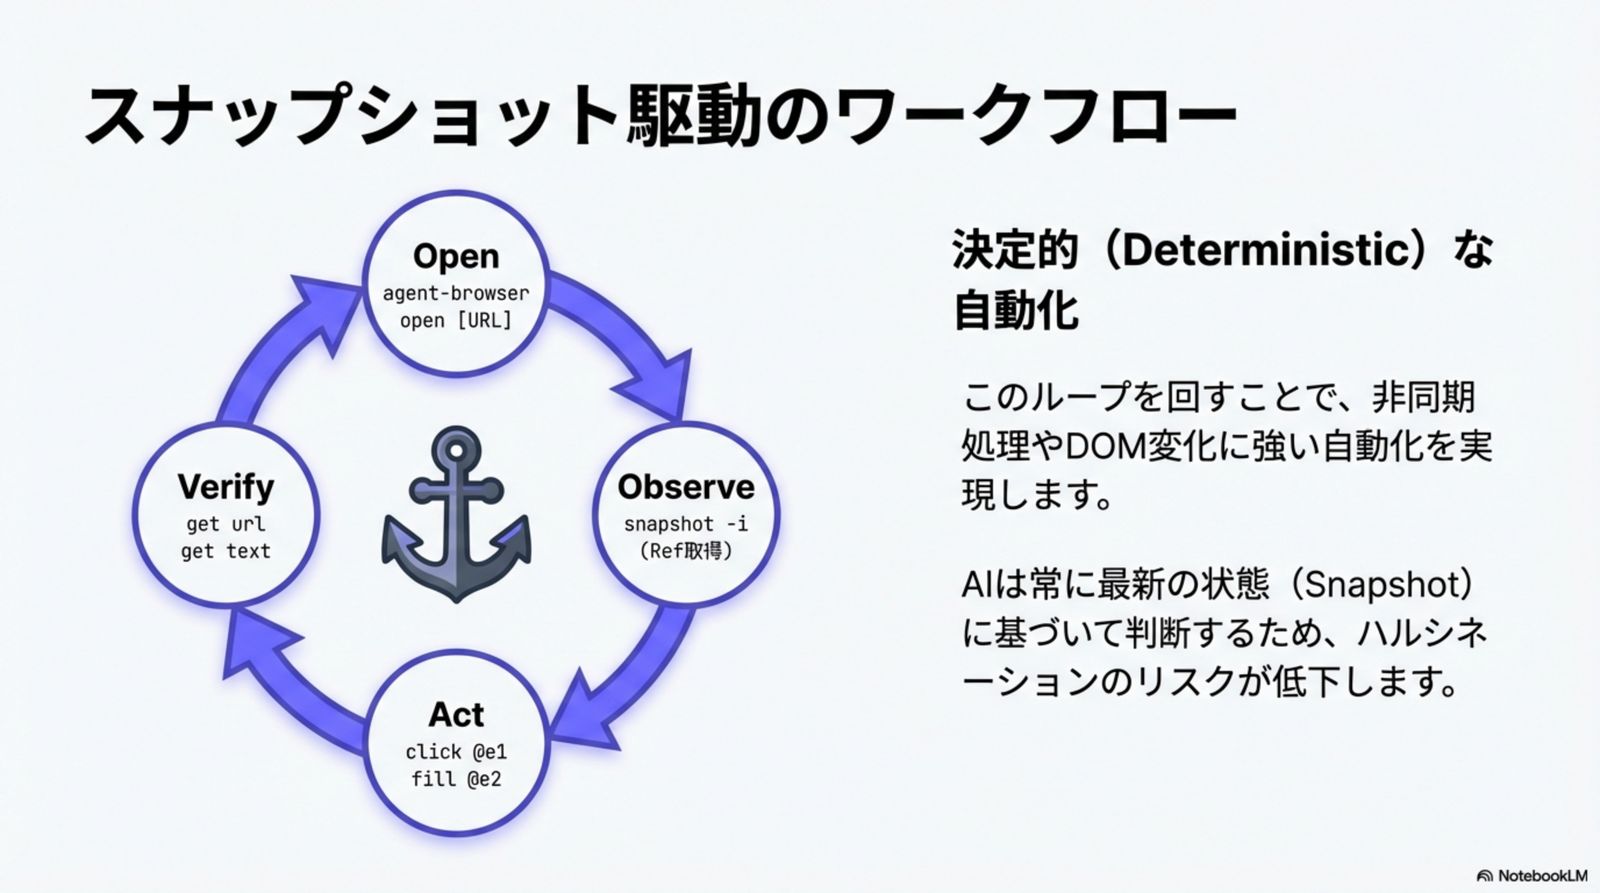 スナップショット駆動のワークフロー
Open
agent-browser
open [URL]
Observe
snapshot -i
(Ref取得)
Act
click @e1
fill @e2
Verify
get url
get text
決定的（Deterministic）な
自動化
このループを回すことで、非同期
処理やDOM変化に強い自動化を実
現します。
AIは常に最新の状態（Snapshot）
に基づいて判断するため、ハルシネ
ーションのリスクが低下します。
NotebookLM